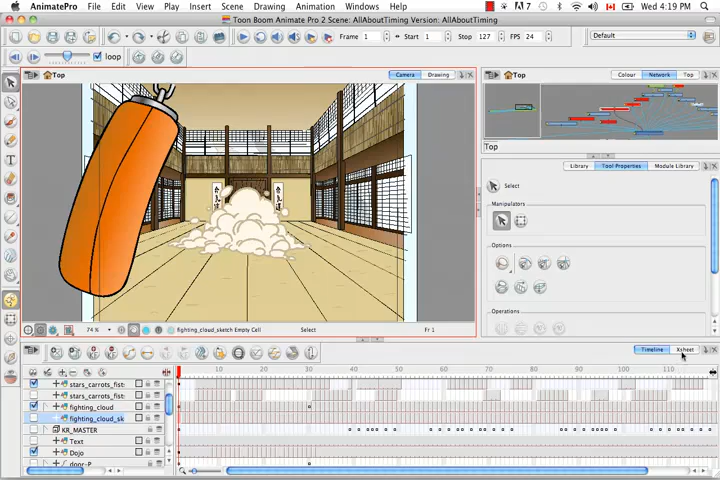 AnimatePro File Edit View Scene Drawing Animation Windows Help 7 Wed 4:19 PM
Toon Boom Animate Pro 2 Scene: AllAboutTiming Version: AllAboutTiming
Frame 1 Start 1 Stop 127 FPS 24 Default
loop
Top Camera Drawing
Top Colour Network Top
Top
Library Tool Properties Module Library
Select
Manipulators
Options
Operations
74 % fighting_cloud_sketch Empty Cell Select Fr 1
Timeline Xsheet
10 20 30 40 50 60 70 80 90 100 110
stars_carrots_fist
stars_carrots_fist
fighting_cloud
fighting_cloud_sk
KR_MASTER
Text
Dojo
door-P